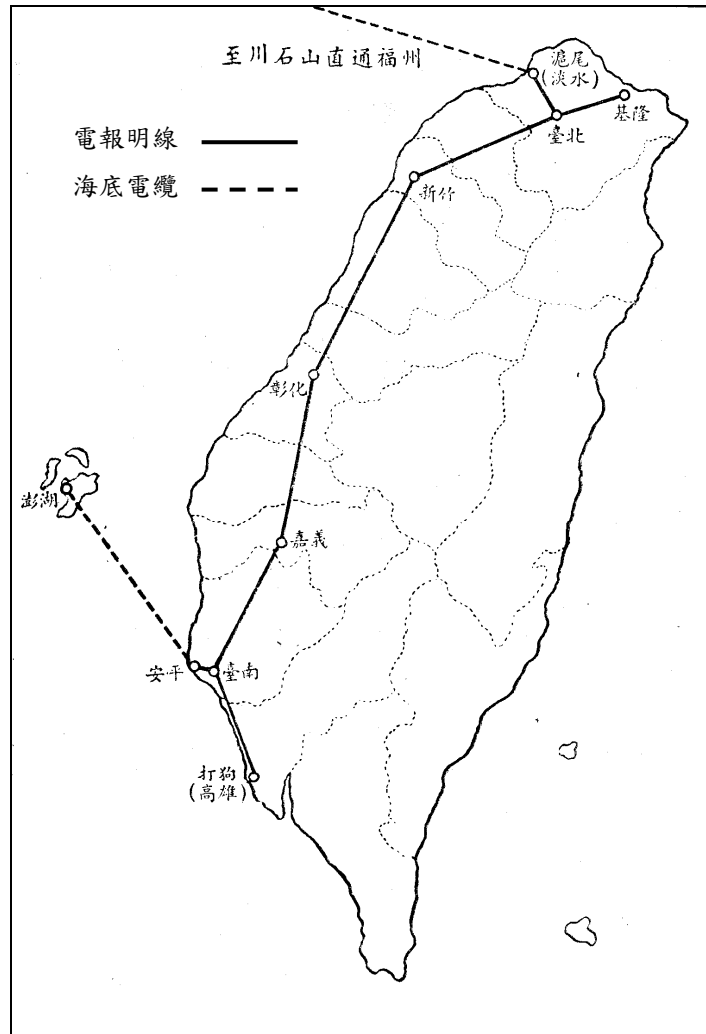 至川石山直通福州
滬尾
(淡水)
基隆
臺北
電報明線
海底電纜
新竹
彰化
澎湖
嘉義
安平
臺南
打狗
(高雄)